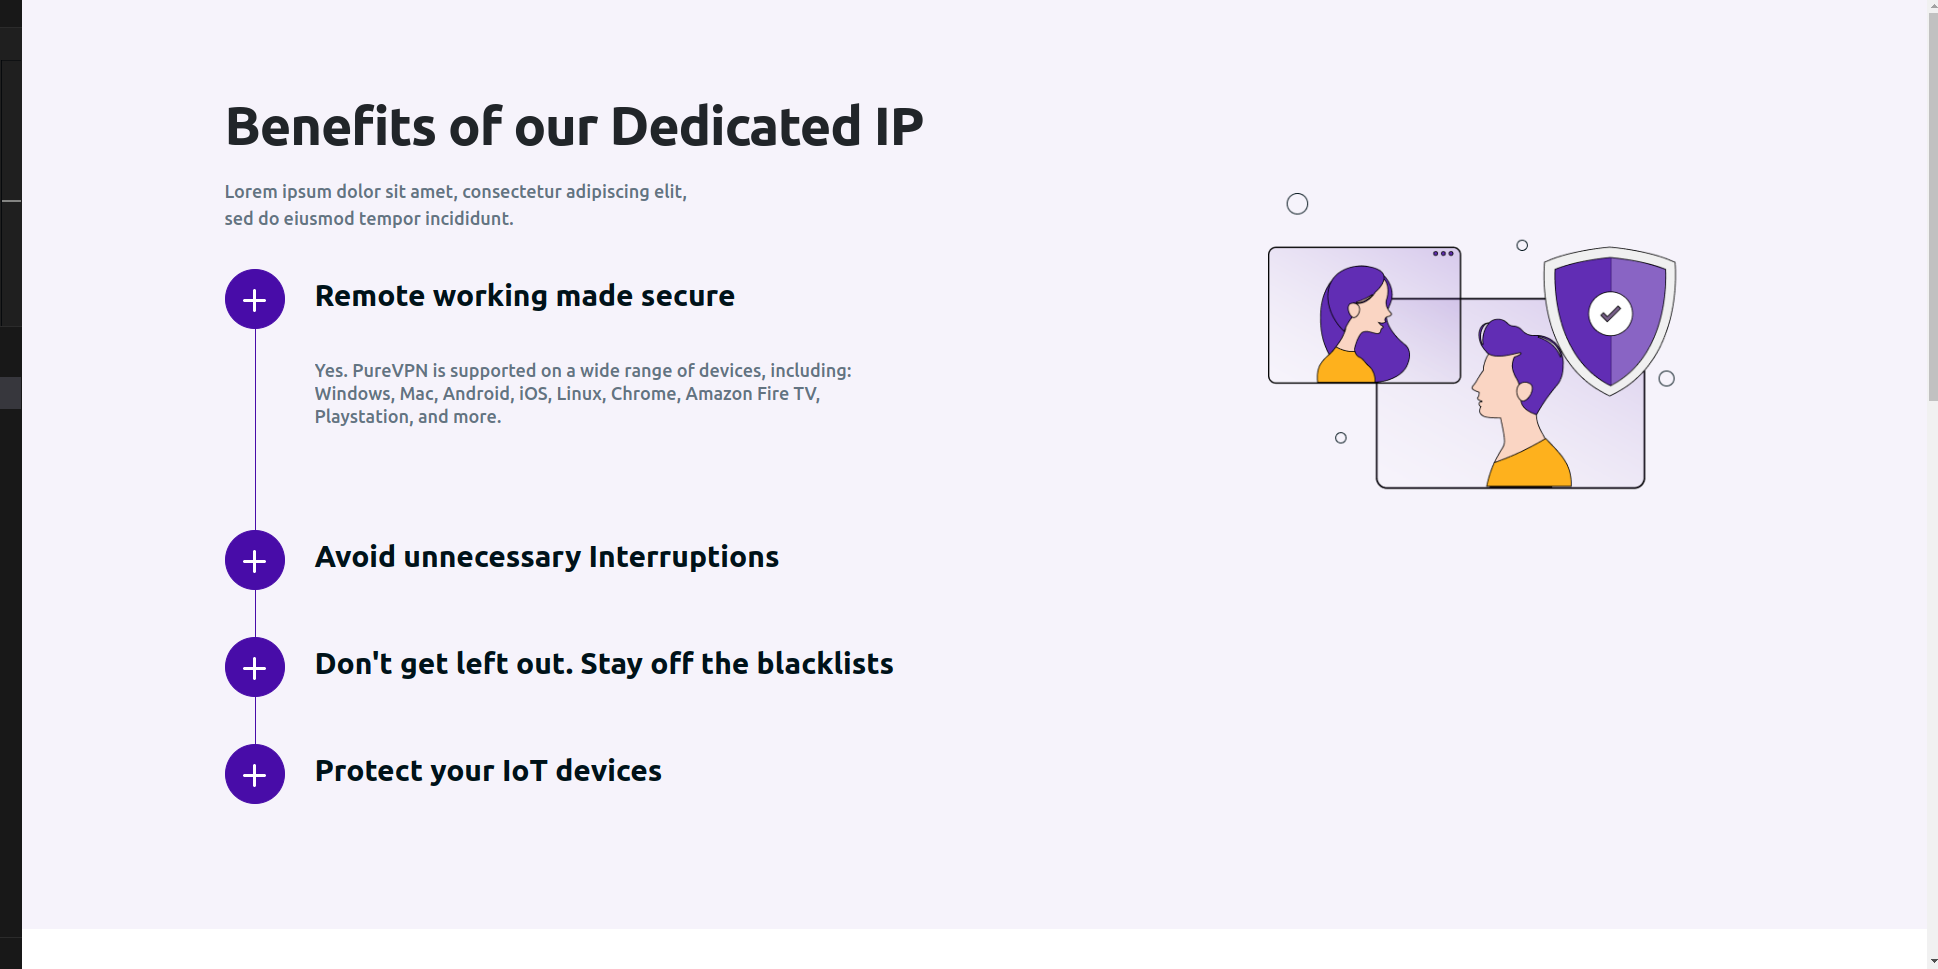 Benefits of our Dedicated IP
Lorem ipsum dolor sit amet, consectetur adipiscing elit,
sed do eiusmod tempor incididunt.
Remote working made secure
Yes. PureVPN is supported on a wide range of devices, including:
Windows, Mac, Android, iOS, Linux, Chrome, Amazon Fire TV,
Playstation, and more.
Avoid unnecessary Interruptions
Don't get left out. Stay off the blacklists
Protect your IoT devices